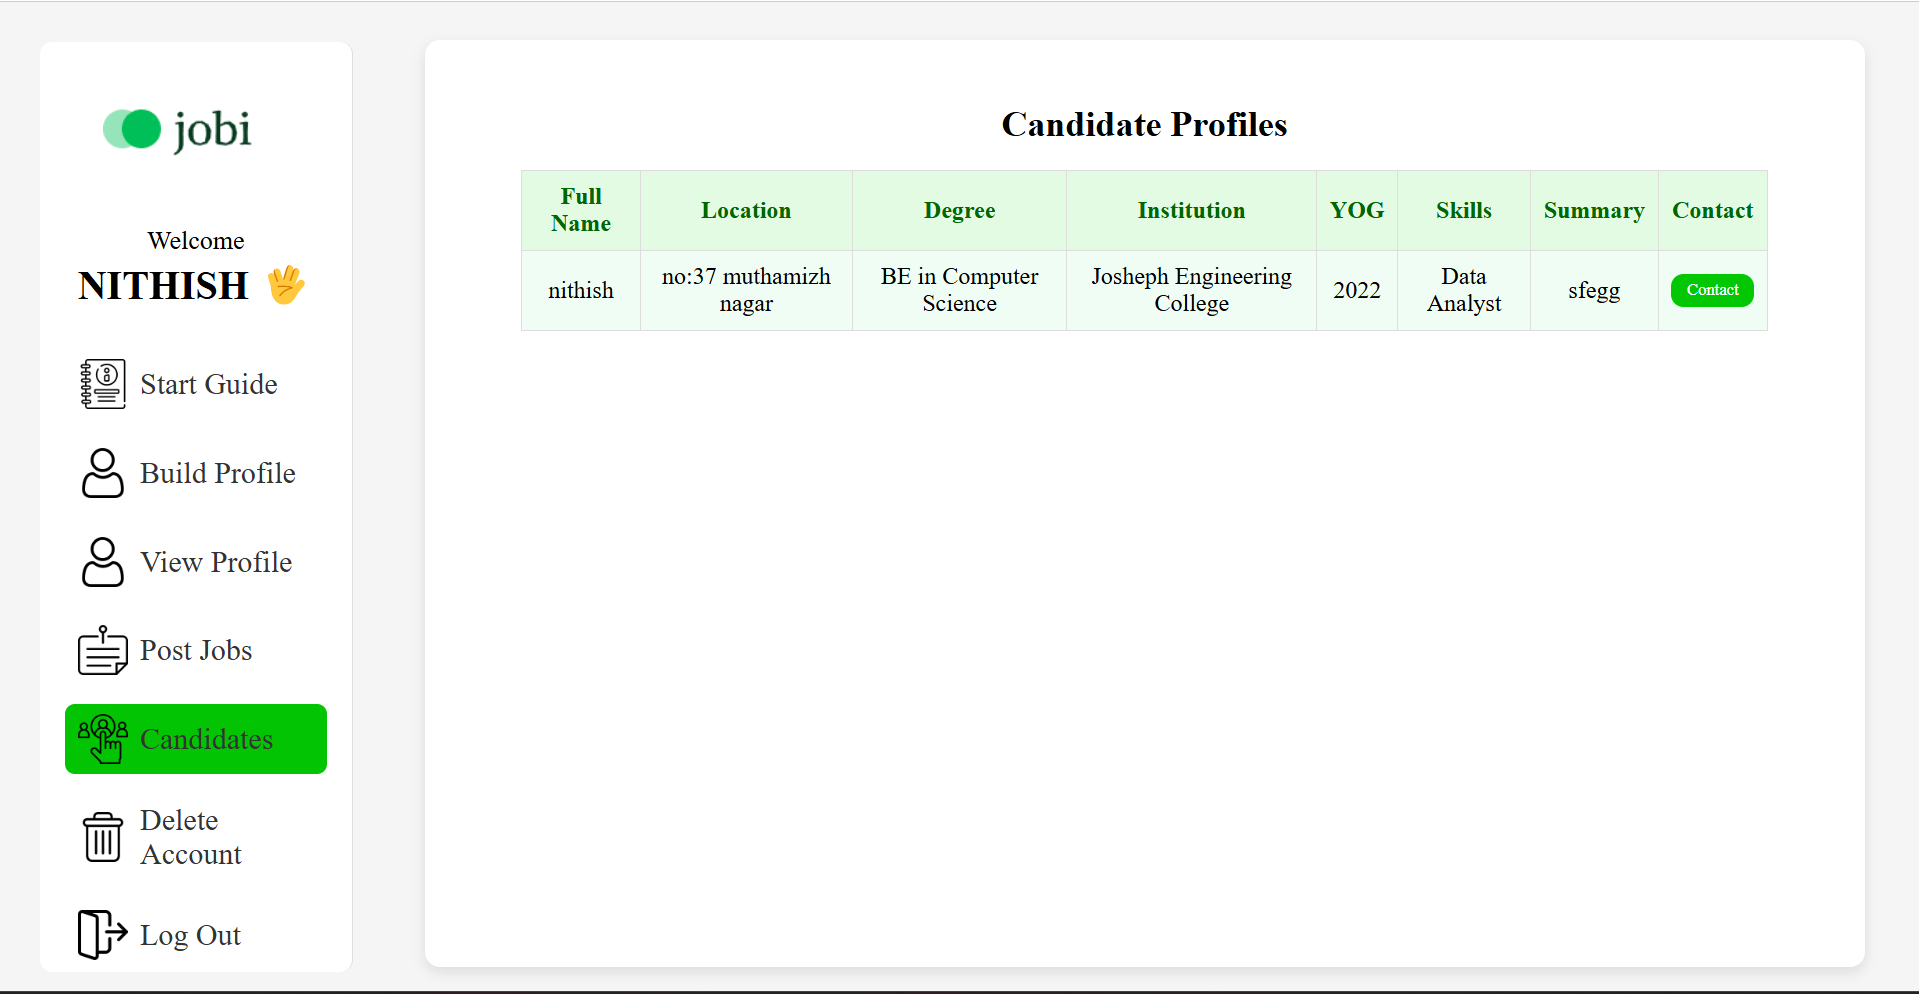 jobi
Welcome
NITHISH
Start Guide
Build Profile
View Profile
Post Jobs
Candidates
Delete
Account
Log Out
Candidate Profiles
Full
Name
Location
Degree
Institution
YOG
Skills
Summary
Contact
nithish
no:37 muthamizh
nagar
BE in Computer
Science
Josheph Engineering
College
2022
Data
Analyst
sfegg
Contact